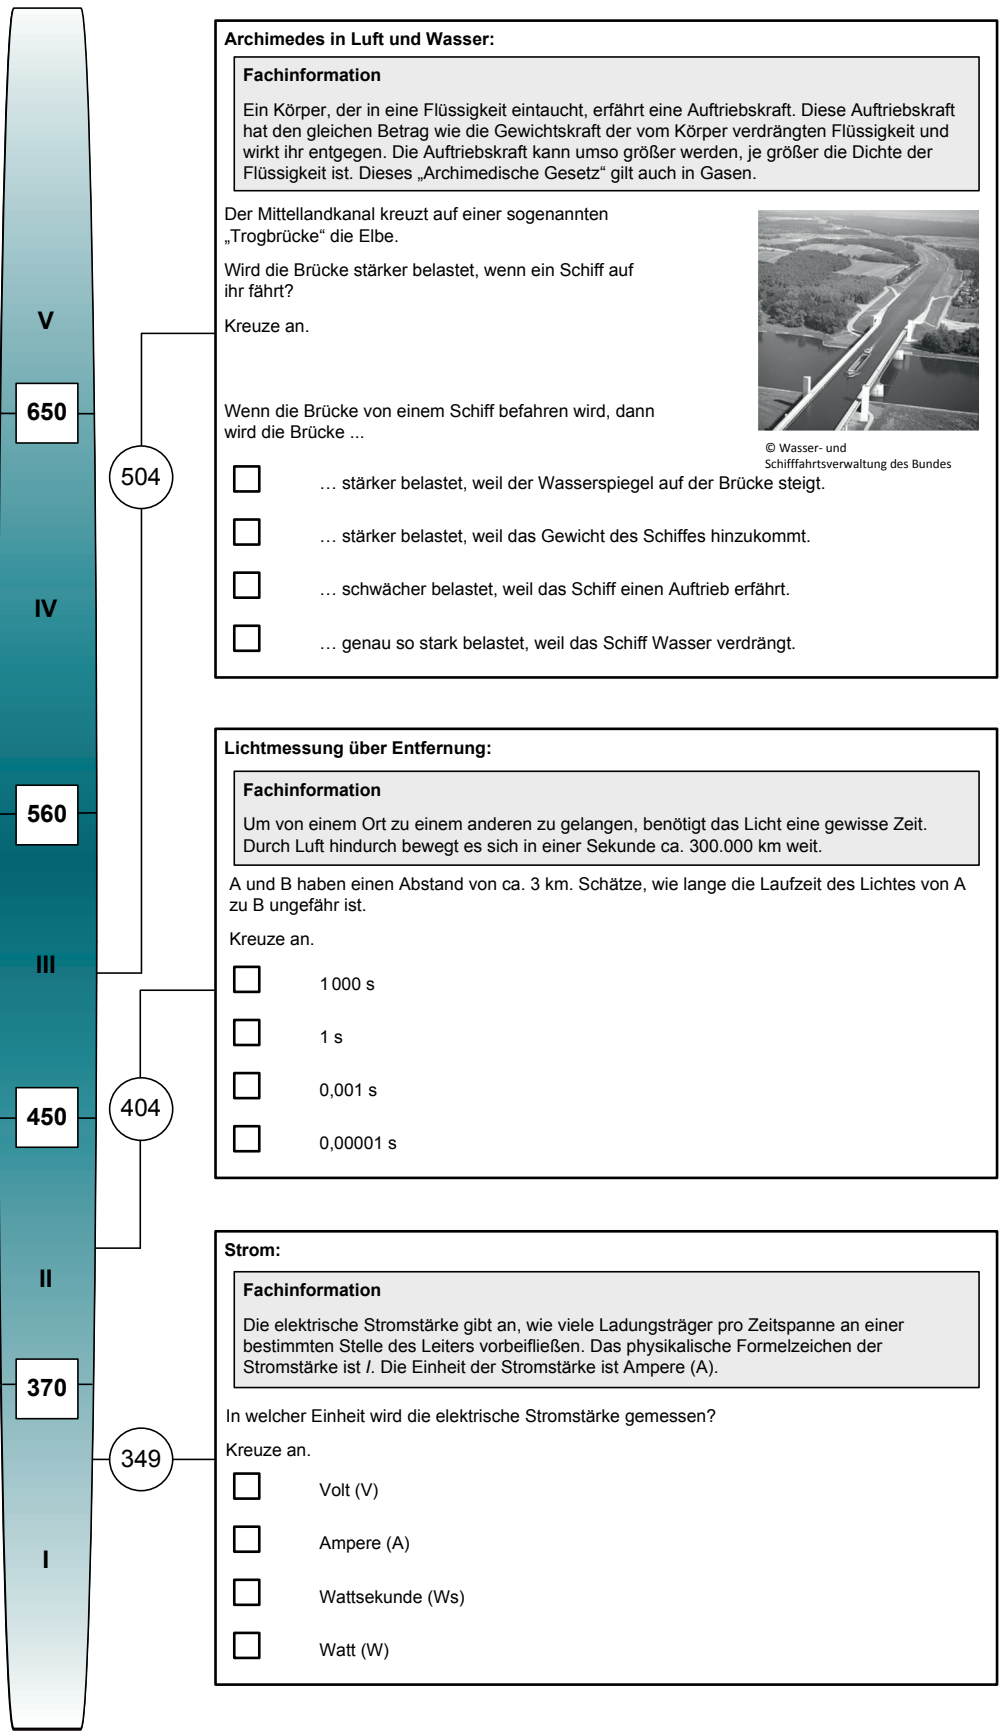 Archimedes in Luft und Wasser:
Fachinformation
Ein Körper, der in eine Flüssigkeit eintaucht, erfährt eine Auftriebskraft. Diese Auftriebskraft
hat den gleichen Betrag wie die Gewichtskraft der vom Körper verdrängten Flüssigkeit und
wirkt ihr entgegen. Die Auftriebskraft kann umso größer werden, je größer die Dichte der
Flüssigkeit ist. Dieses „Archimedische Gesetz“ gilt auch in Gasen.
Der Mittellandkanal kreuzt auf einer sogenannten
„Trogbrücke“ die Elbe.
Wird die Brücke stärker belastet, wenn ein Schiff auf
ihr fährt?
Kreuze an.
Wenn die Brücke von einem Schiff befahren wird, dann
wird die Brücke ...
© Wasser- und
Schifffahrtsverwaltung des Bundes
… stärker belastet, weil der Wasserspiegel auf der Brücke steigt.
… stärker belastet, weil das Gewicht des Schiffes hinzukommt.
… schwächer belastet, weil das Schiff einen Auftrieb erfährt.
… genau so stark belastet, weil das Schiff Wasser verdrängt.
V
650
504
IV
560
III
Lichtmessung über Entfernung:
Fachinformation
Um von einem Ort zu einem anderen zu gelangen, benötigt das Licht eine gewisse Zeit.
Durch Luft hindurch bewegt es sich in einer Sekunde ca. 300.000 km weit.
A und B haben einen Abstand von ca. 3 km. Schätze, wie lange die Laufzeit des Lichtes von A
zu B ungefähr ist.
Kreuze an.
1 000 s
1 s
0,001 s
0,00001 s
450
404
II
370
Strom:
Fachinformation
Die elektrische Stromstärke gibt an, wie viele Ladungsträger pro Zeitspanne an einer
bestimmten Stelle des Leiters vorbeifließen. Das physikalische Formelzeichen der
Stromstärke ist I. Die Einheit der Stromstärke ist Ampere (A).
In welcher Einheit wird die elektrische Stromstärke gemessen?
Kreuze an.
Volt (V)
Ampere (A)
Wattsekunde (Ws)
Watt (W)
349
I